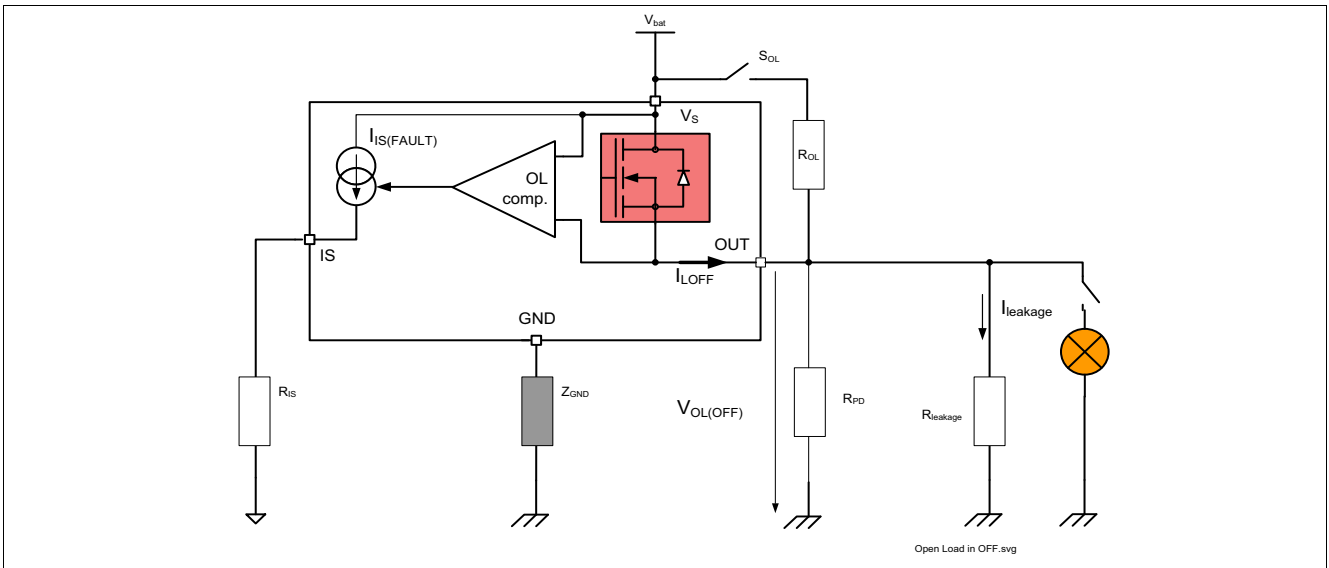 Vbat
SOL
VS
IIS(FAULT)
ROL
OL
comp.
IS
OUT
ILOFF
GND
Ileakage
RIS
ZGND
VOL(OFF)
RPD
Rleakage
Open Load in OFF.svg